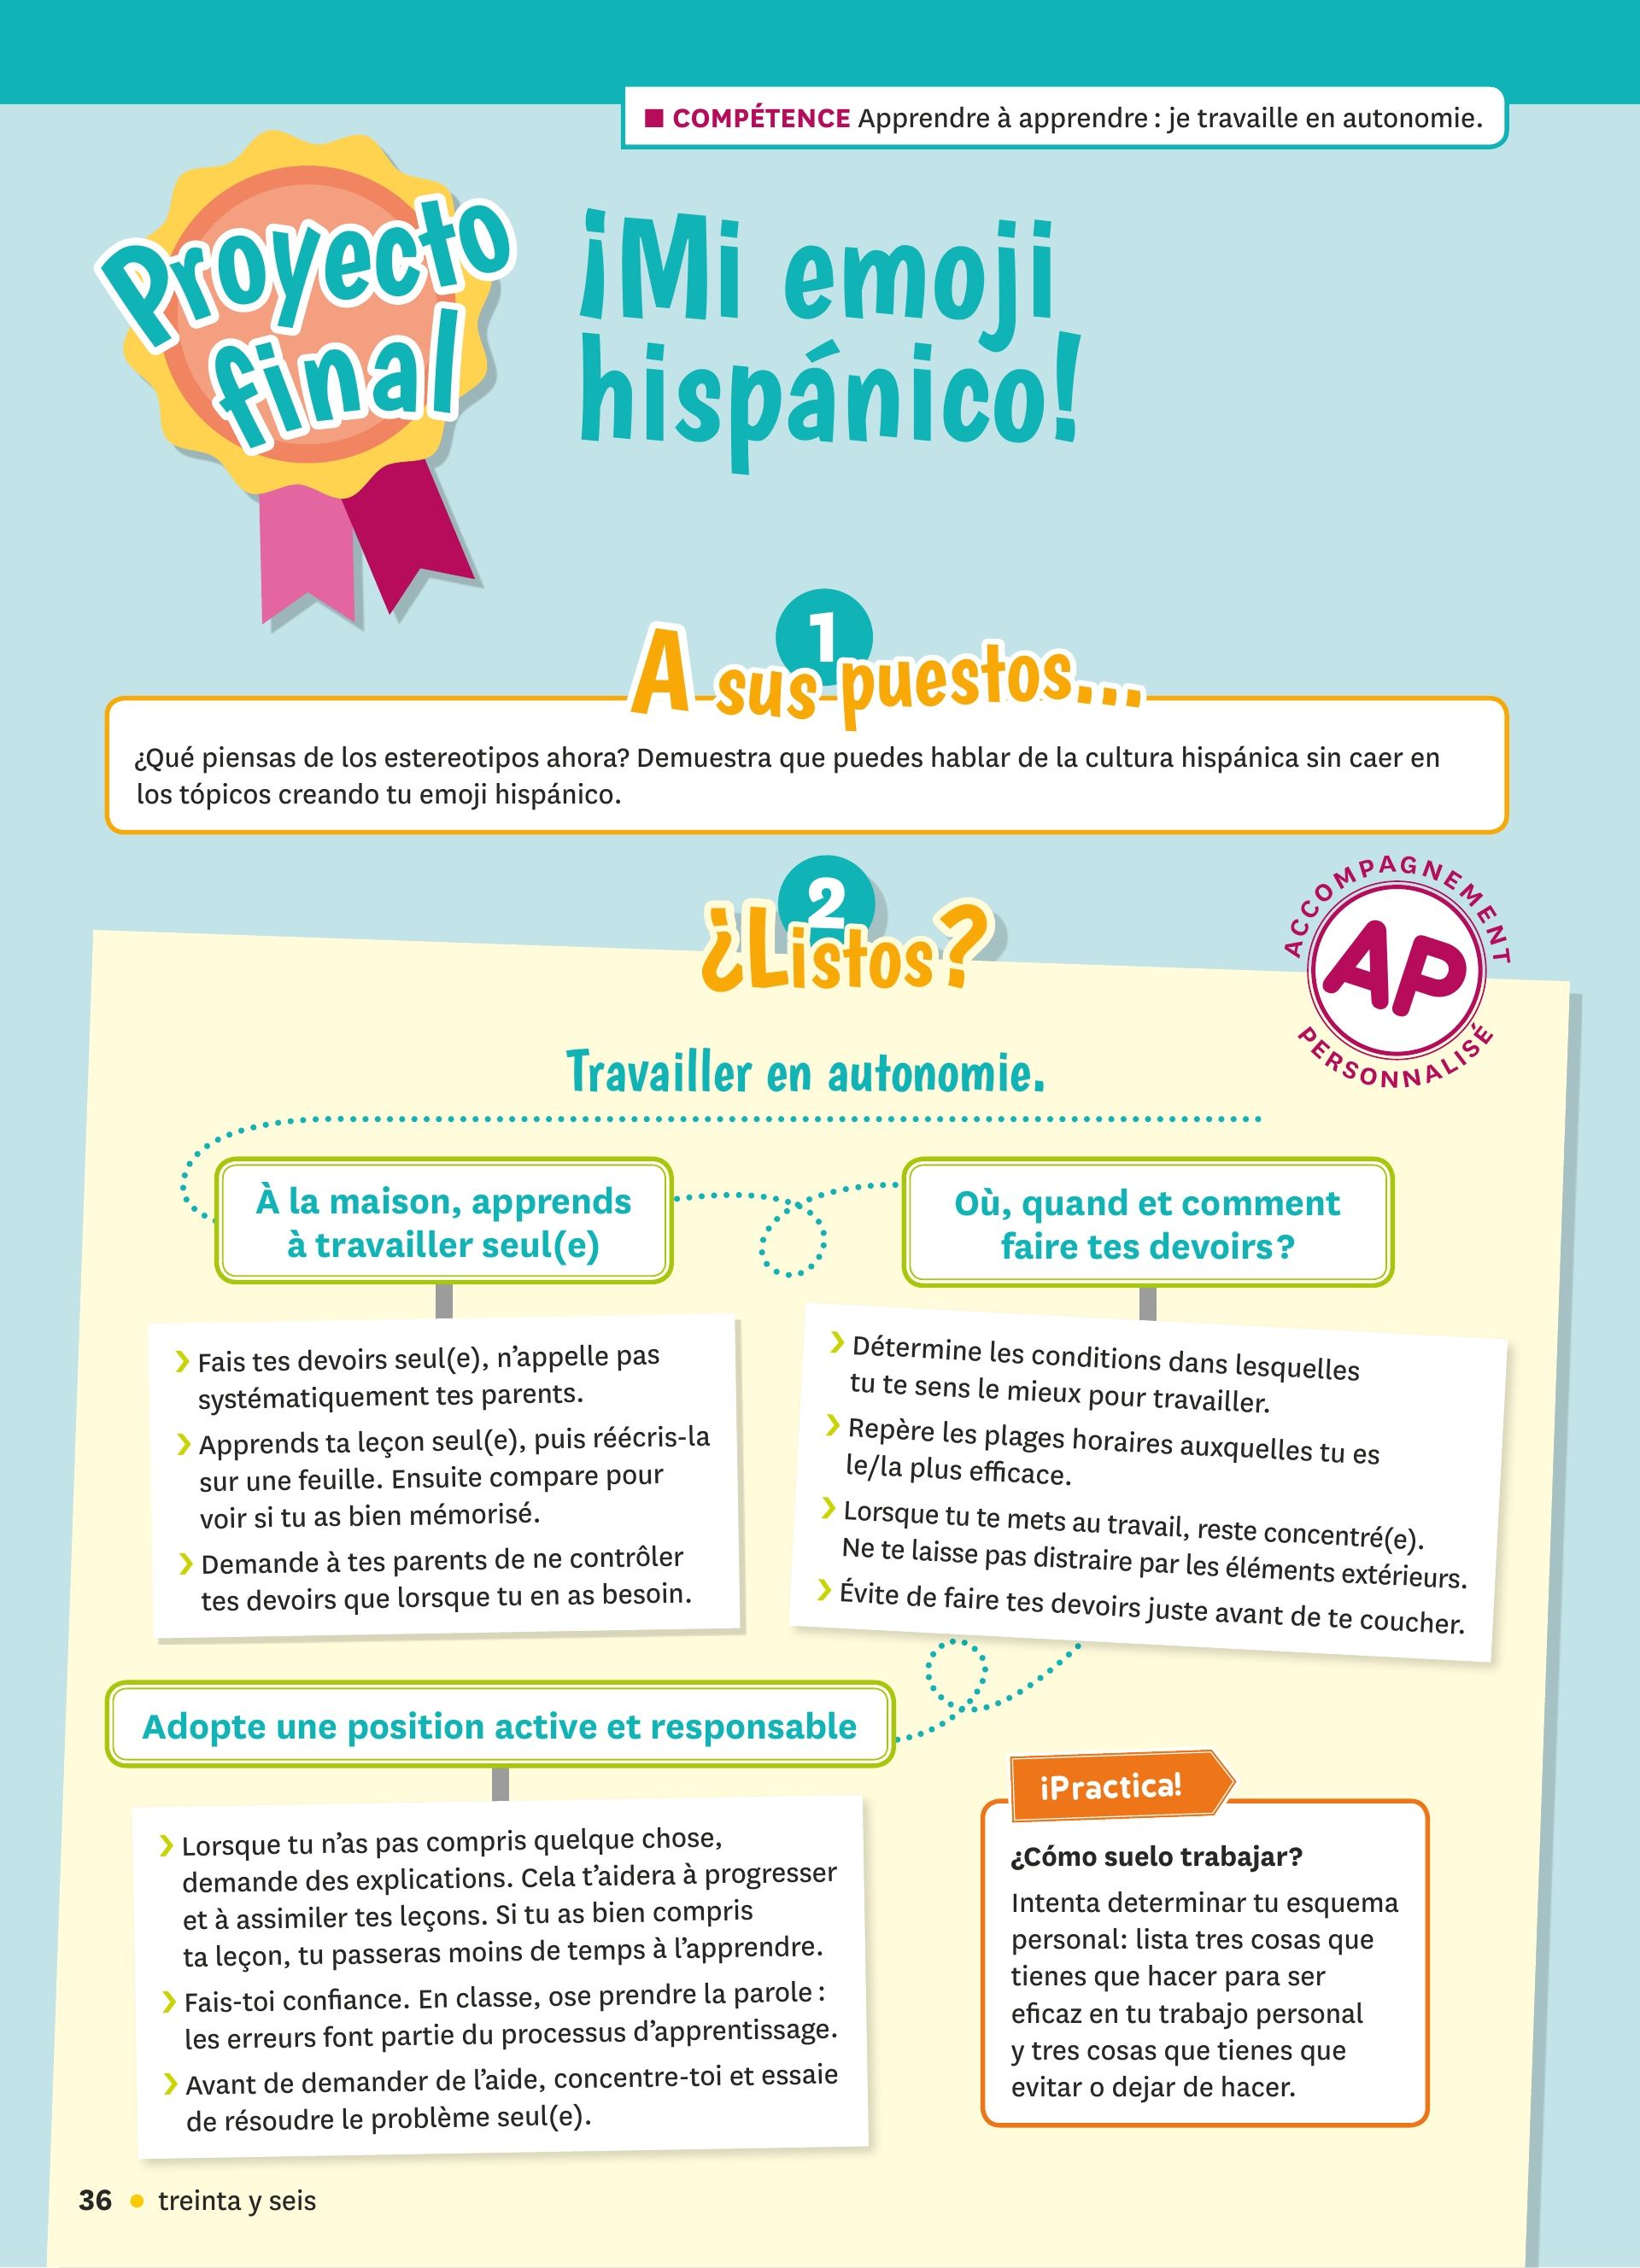 ■ COMPÉTENCE Apprendre à apprendre : je travaille en autonomie.
Proyecto
final
¡Mi emoji
hispánico!
1
A sus puestos...
¿Qué piensas de los estereotipos ahora? Demuestra que puedes hablar de la cultura hispánica sin caer en
los tópicos creando tu emoji hispánico.
2
¿Listos?
ACCOMPAGNEMENT
AP
PERSONNALISÉ
Travailler en autonomie.
À la maison, apprends
à travailler seul(e)
› Fais tes devoirs seul(e), n’appelle pas
systématiquement tes parents.
› Apprends ta leçon seul(e), puis réécris-la
sur une feuille. Ensuite compare pour
voir si tu as bien mémorisé.
› Demande à tes parents de ne contrôler
tes devoirs que lorsque tu en as besoin.
Où, quand et comment
faire tes devoirs ?
› Détermine les conditions dans lesquelles
tu te sens le mieux pour travailler.
› Repère les plages horaires auxquelles tu es
le/la plus efficace.
› Lorsque tu te mets au travail, reste concentré(e).
Ne te laisse pas distraire par les éléments extérieurs.
› Évite de faire tes devoirs juste avant de te coucher.
Adopte une position active et responsable
› Lorsque tu n’as pas compris quelque chose,
demande des explications. Cela t’aidera à progresser
et à assimiler tes leçons. Si tu as bien compris
ta leçon, tu passeras moins de temps à l’apprendre.
› Fais-toi confiance. En classe, ose prendre la parole :
les erreurs font partie du processus d’apprentissage.
› Avant de demander de l’aide, concentre-toi et essaie
de résoudre le problème seul(e).
¡Practica!
¿Cómo suelo trabajar?
Intenta determinar tu esquema
personal: lista tres cosas que
tienes que hacer para ser
eficaz en tu trabajo personal
y tres cosas que tienes que
evitar o dejar de hacer.
36 • treinta y seis